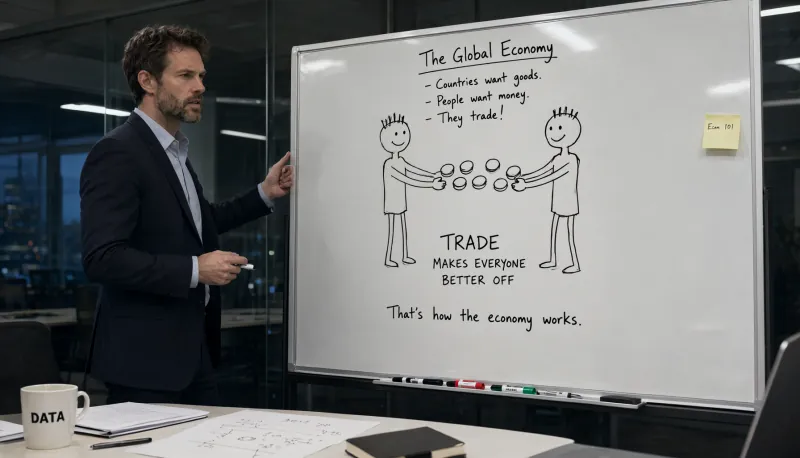 The Global Economy
- Countries want goods.
- People want money.
- They trade!
Econ 101
TRADE
MAKES EVERYONE
BETTER OFF
That's how the economy works.
DATA